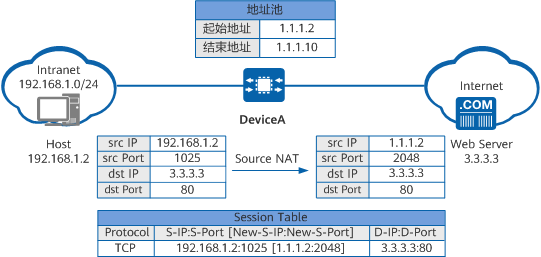 地址池
起始地址 1.1.1.2
结束地址 1.1.1.10
Intranet
192.168.1.0/24
Internet
.COM
DeviceA
Host
192.168.1.2
Web Server
3.3.3.3
src IP 192.168.1.2
src Port 1025
dst IP 3.3.3.3
dst Port 80
Source NAT
src IP 1.1.1.2
src Port 2048
dst IP 3.3.3.3
dst Port 80
Session Table
Protocol S-IP:S-Port [New-S-IP:New-S-Port] D-IP:D-Port
TCP 192.168.1.2:1025 [1.1.1.2:2048] 3.3.3.3:80